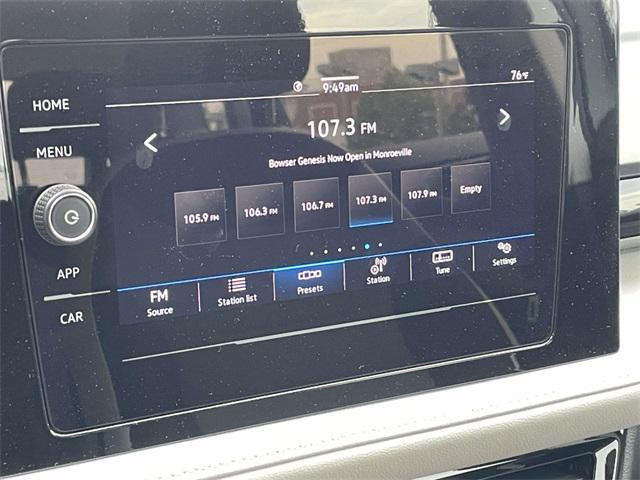 9:49am
76°F
HOME
MENU
APP
CAR
107.3 FM
Bowser Genesis Now Open in Monroeville
105.9 FM
106.3 FM
106.7 FM
107.3 FM
107.9 FM
Empty
FM
Source
Station list
Presets
Station
Tune
Settings